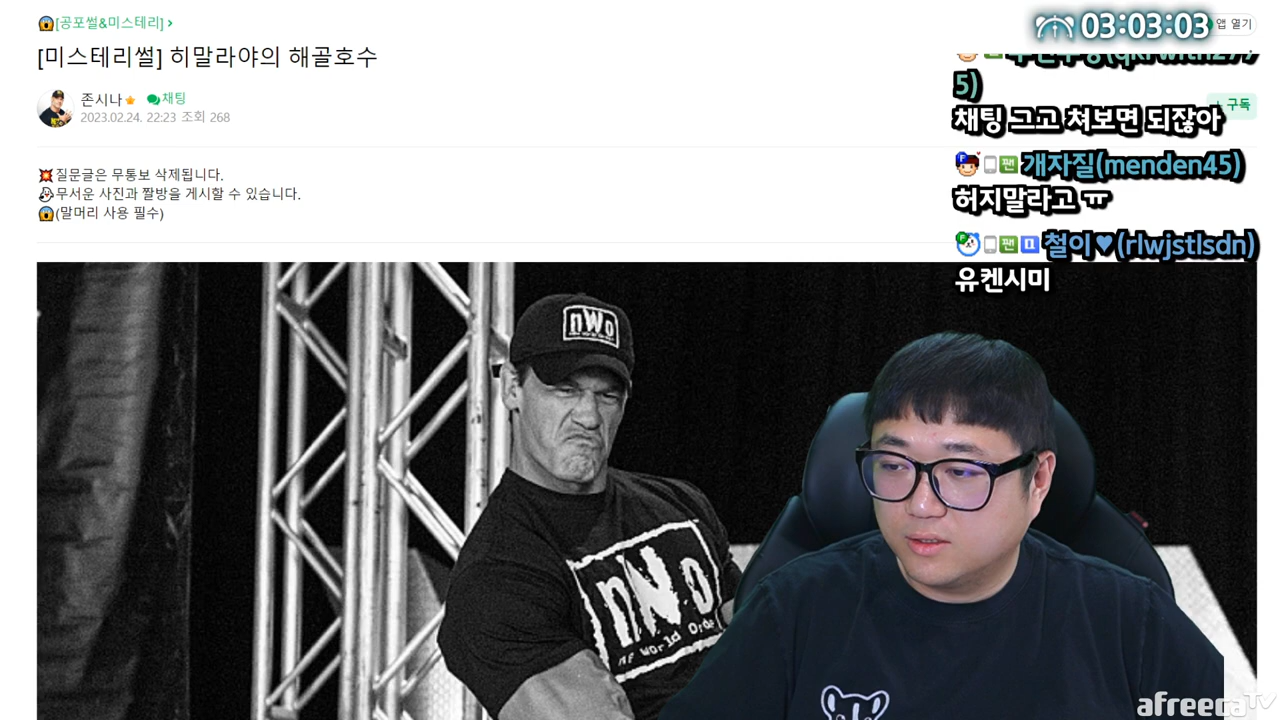 [공포썰&미스테리] >
[미스테리썰] 히말라야의 해골호수
존시나
채팅
2023.02.24. 22:23 조회 268
질문글은 무통보 삭제됩니다.
무서운 사진과 짤방을 게시할 수 있습니다.
(말머리 사용 필수)
03:03:03
앱 열기
5)
+ 구독
채팅 그고 쳐보면 되잖아
개자질(menden45)
허지말라고 ㅠ
철이♥(rlwjstlsdn)
유켄시미
nWo
nWo
World Order
afreecaTV